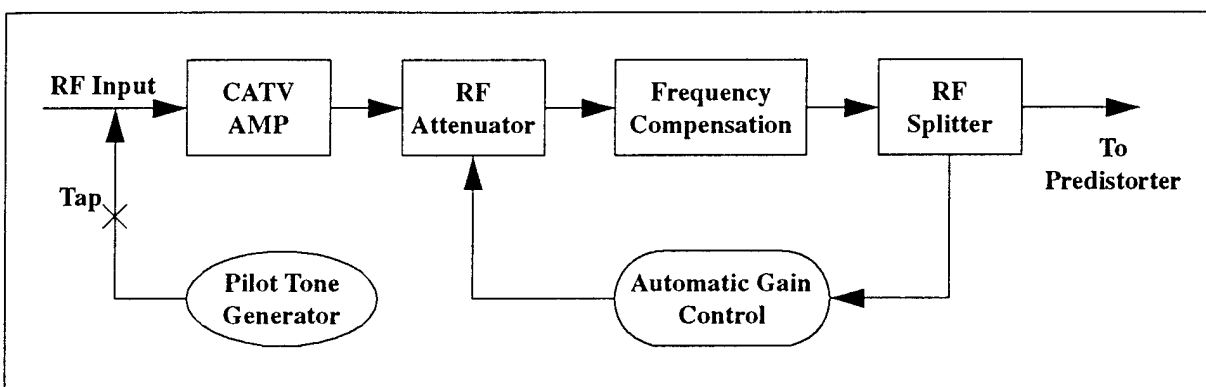 RF Input
CATV
AMP
RF
Attenuator
Frequency
Compensation
RF
Splitter
To
Predistorter
Tap
Pilot Tone
Generator
Automatic Gain
Control